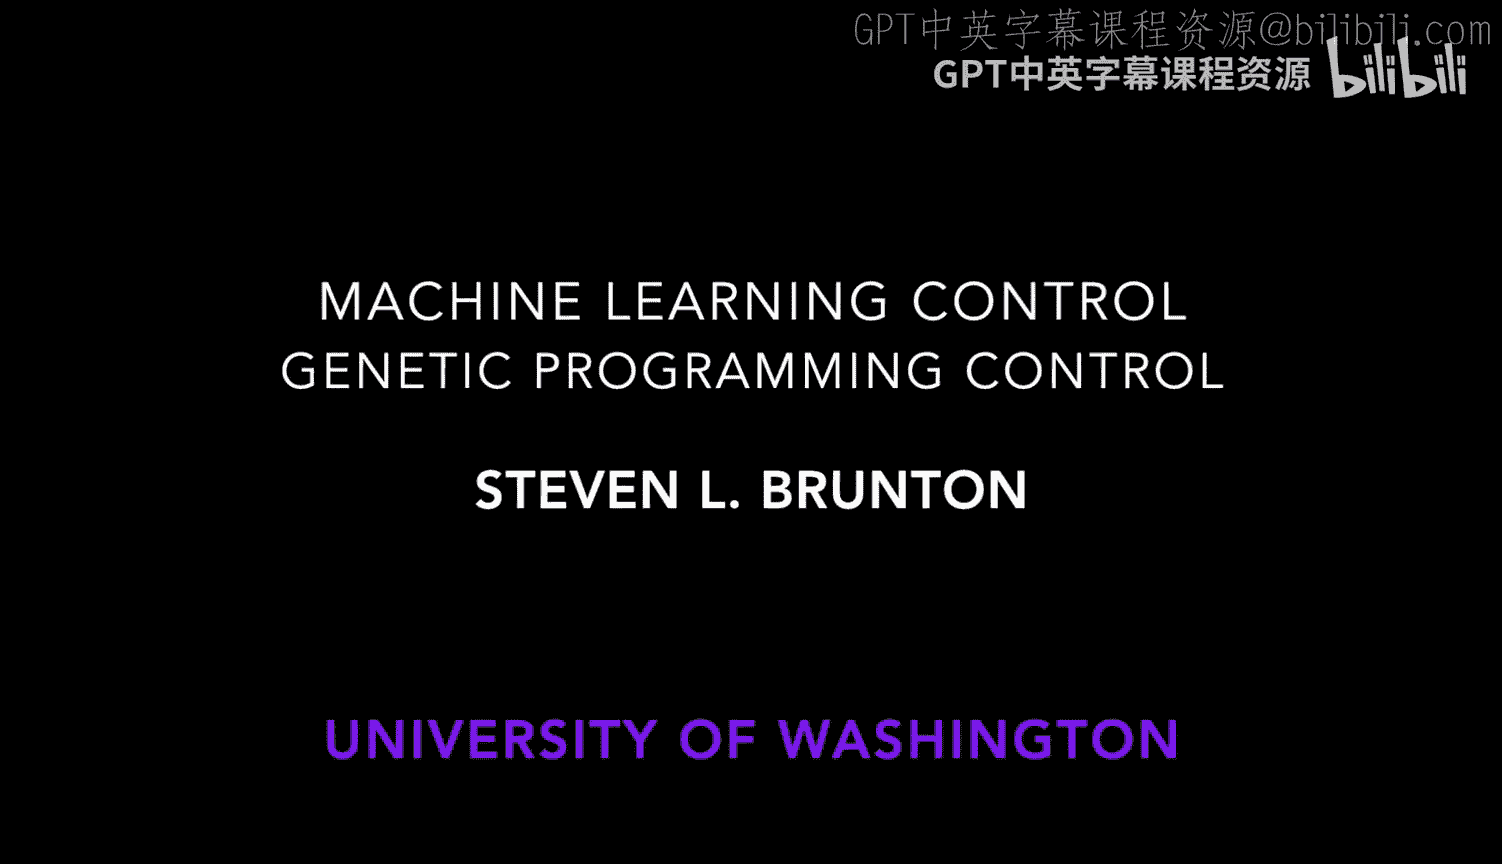 GPT中英字幕课程资源@bilibili.com
GPT中英字幕课程资源 bilibili
MACHINE LEARNING CONTROL
GENETIC PROGRAMMING CONTROL
STEVEN L. BRUNTON
UNIVERSITY OF WASHINGTON